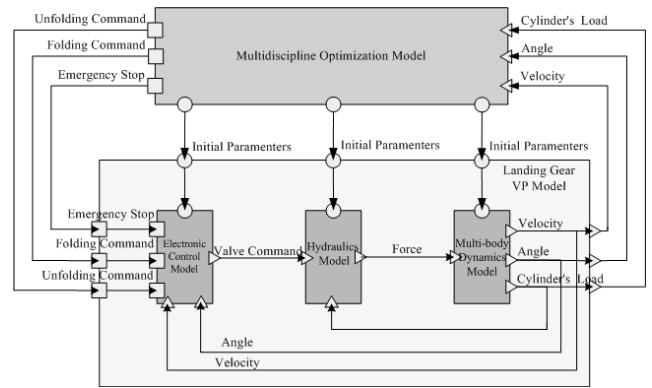 Unfolding Command
Cylinder's Load
Folding Command
Multidiscipline Optimization Model
Angle
Emergency Stop
Velocity
Initial Paramenters
Initial Paramenters
Initial Paramenters
Landing Gear
VP Model
Emergency Stop
Velocity
Folding Command
Electronic
Control
Model
Valve Command
Hydraulics
Model
Force
Multi-body
Dynamics
Model
Angle
Unfolding Command
Cylinder's Load
Angle
Velocity